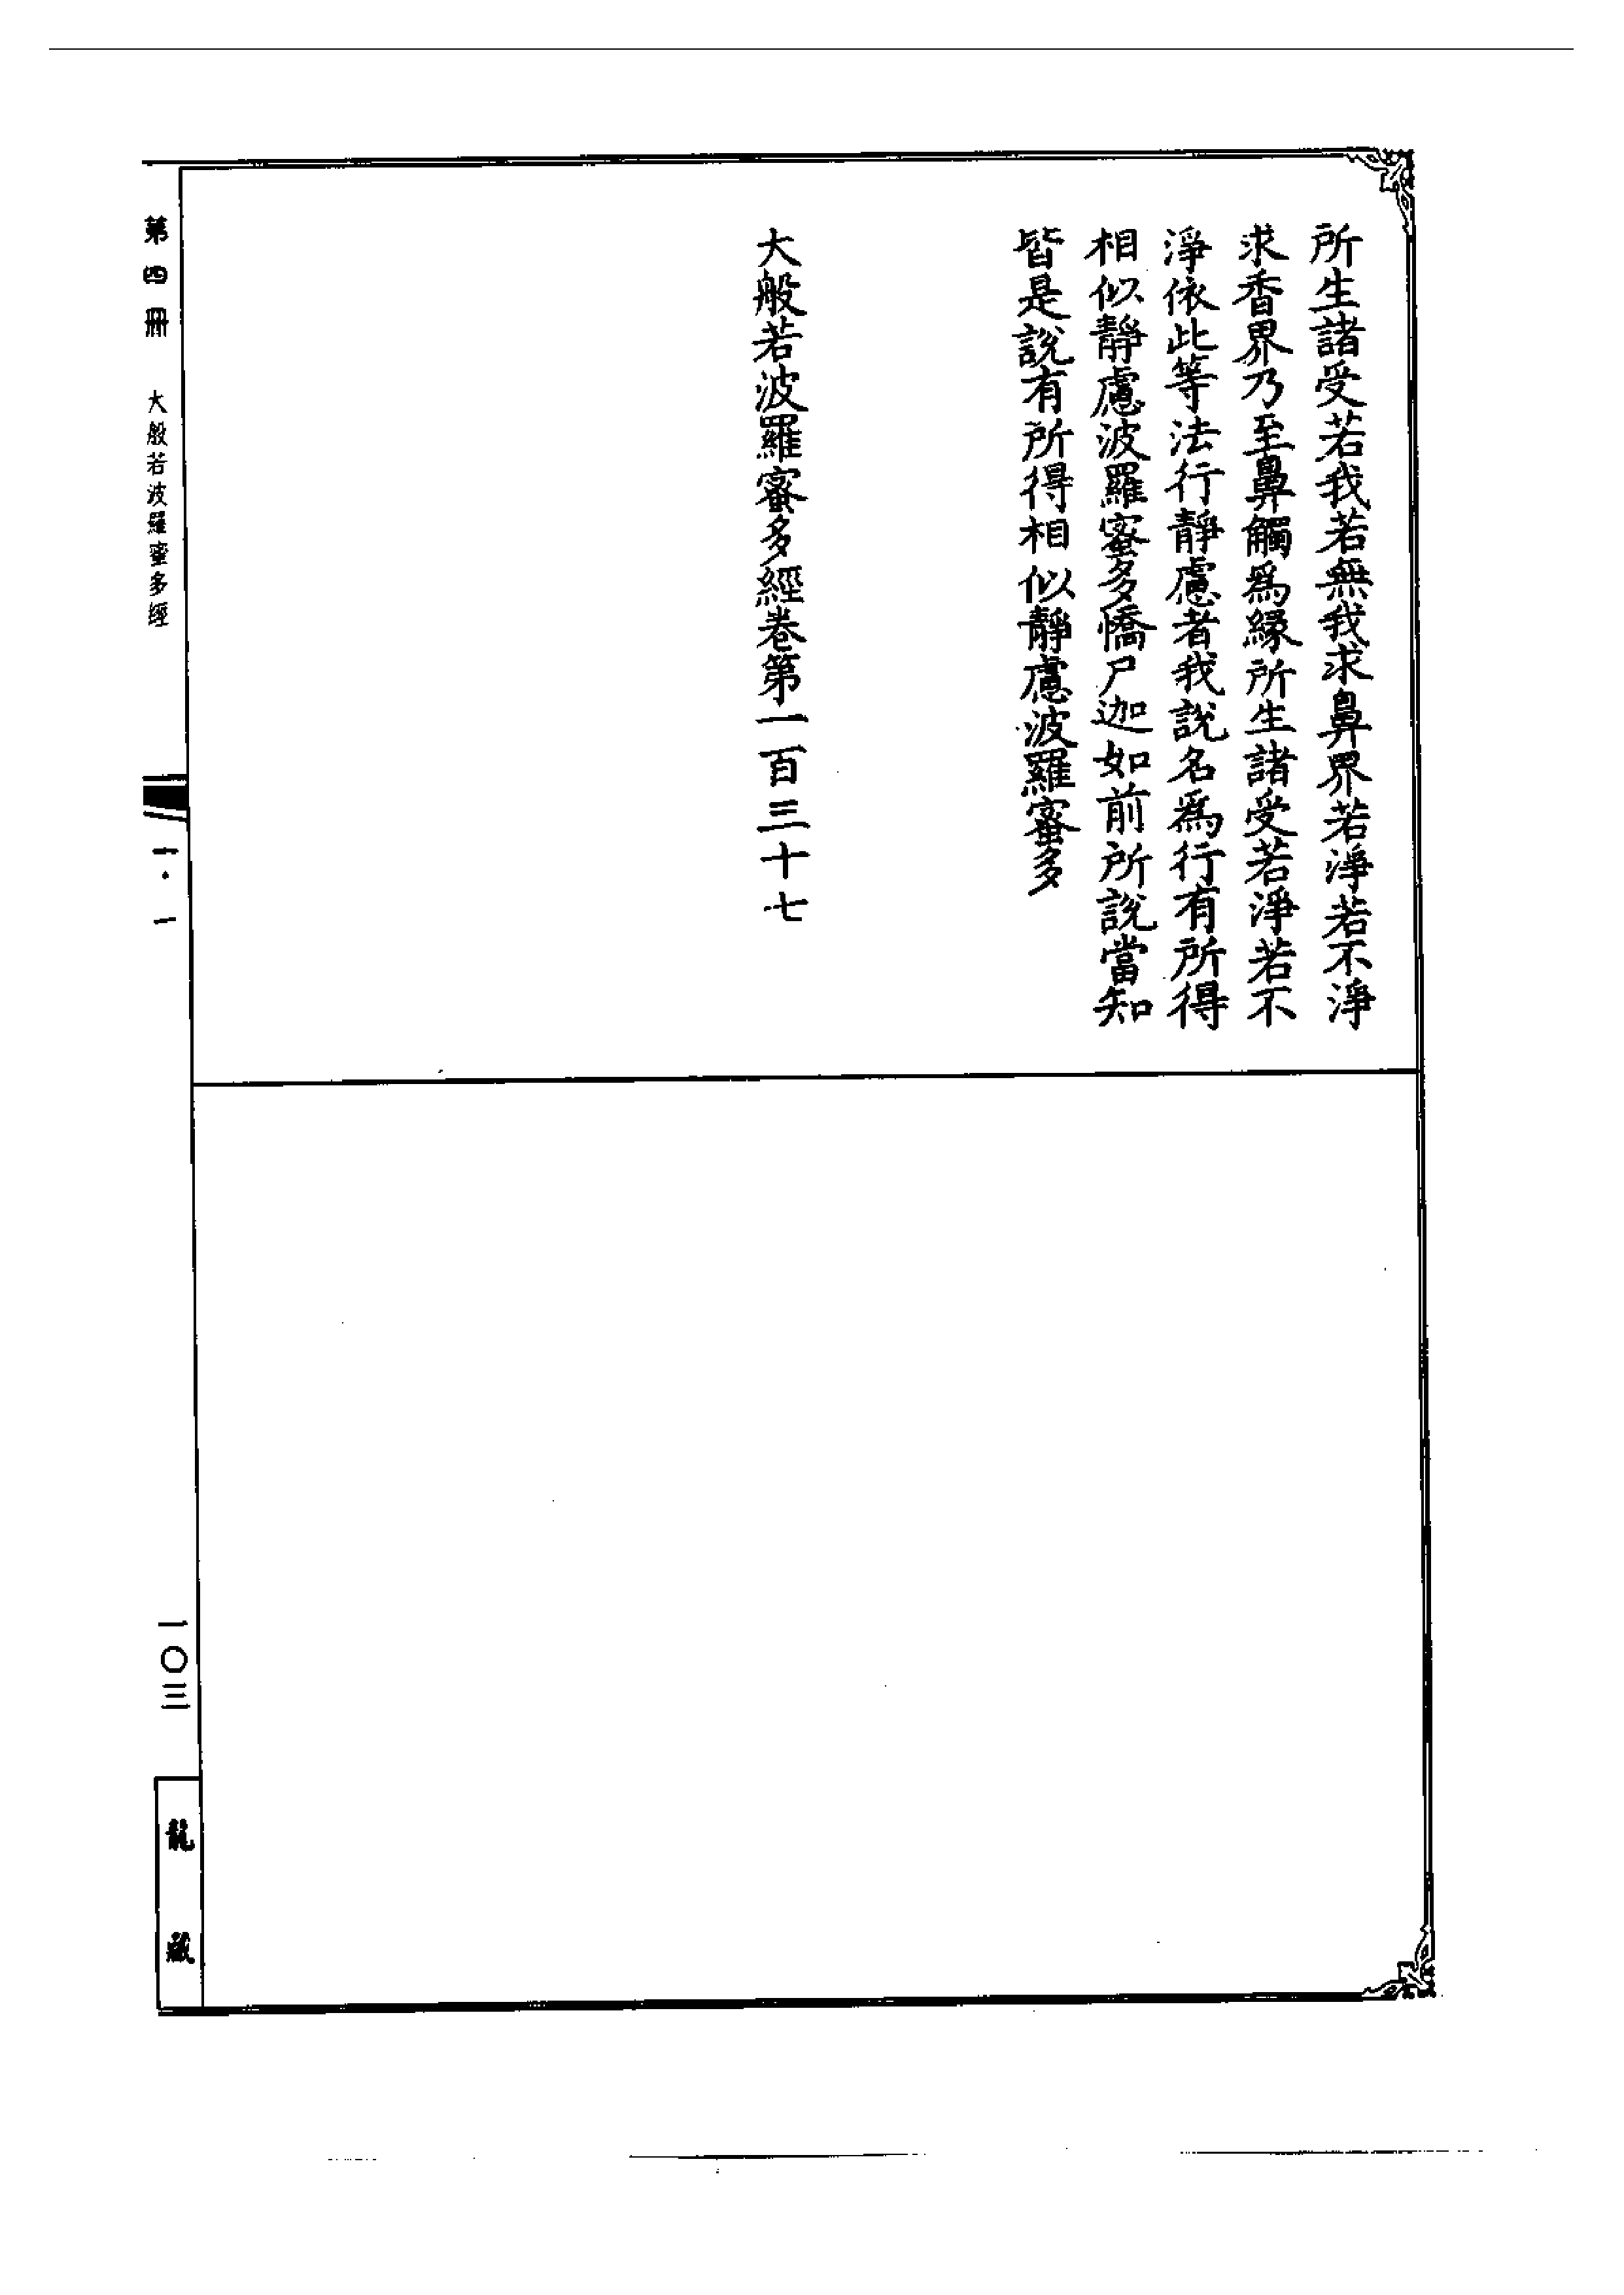 所生諸受若我若無我求鼻界若淨若不淨
求香界乃至鼻觸爲緣所生諸受若淨若不
淨依此等法行靜慮者我說名爲行有所得
相似靜慮波羅蜜多憍尸迦如前所說當知
皆是說有所得相似靜慮波羅蜜多
大般若波羅蜜多經卷第一百三十七
第四冊 大般若波羅蜜多經 一·一 一〇三
龍藏